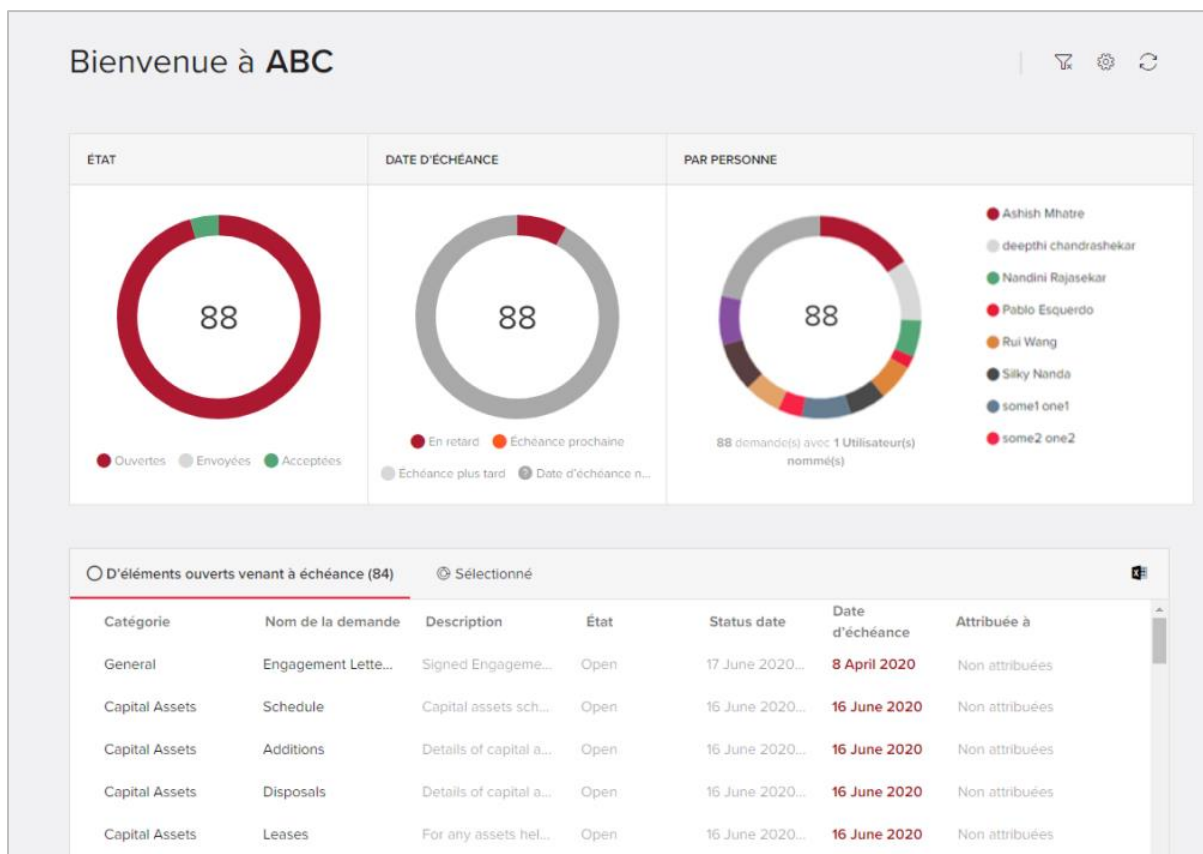 Bienvenue à ABC
ÉTAT
DATE D'ÉCHÉANCE
PAR PERSONNE
88
Ouvertes Envoyées Acceptées
88
En retard Échéance prochaine
Échéance plus tard ? Date d'échéance n...
88
88 demande(s) avec 1 Utilisateur(s)
nommé(s)
Ashish Mhatre
deepthi chandrashekar
Nandini Rajasekar
Pablo Esquerdo
Rui Wang
Silky Nanda
some1 one1
some2 one2
D'éléments ouverts venant à échéance (84) Sélectionné
Catégorie Nom de la demande Description État Status date Date d'échéance Attribuée à
General Engagement Lette... Signed Engageme... Open 17 June 2020... 8 April 2020 Non attribuées
Capital Assets Schedule Capital assets sch... Open 16 June 2020... 16 June 2020 Non attribuées
Capital Assets Additions Details of capital a... Open 16 June 2020... 16 June 2020 Non attribuées
Capital Assets Disposals Details of capital a... Open 16 June 2020... 16 June 2020 Non attribuées
Capital Assets Leases For any assets hel... Open 16 June 2020... 16 June 2020 Non attribuées